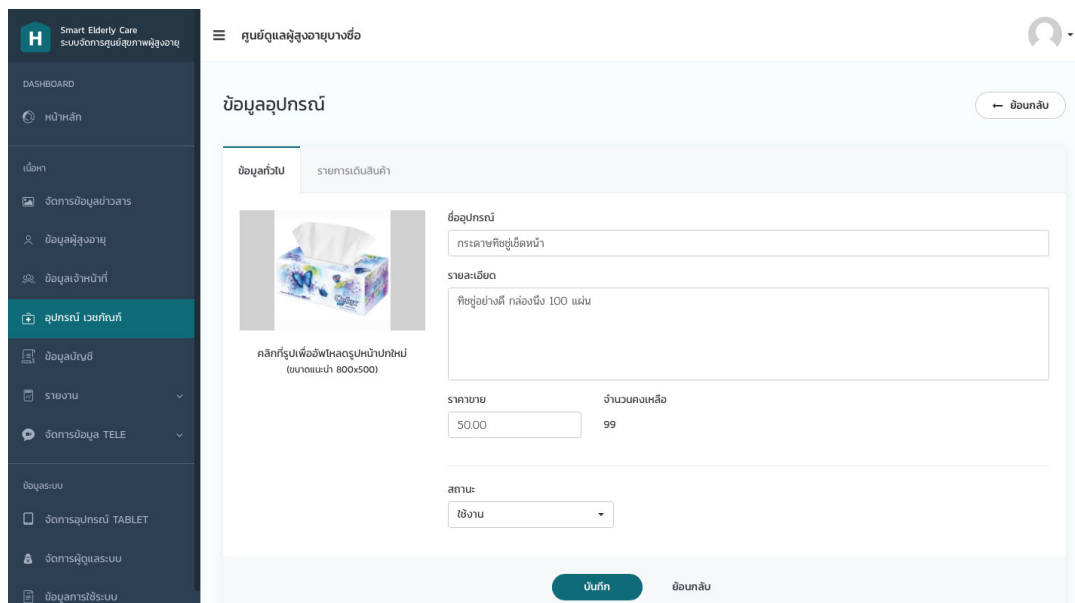 H
Smart Elderly Care
ระบบจัดการศูนย์สุขภาพผู้สูงอายุ
ศูนย์ดูแลผู้สูงอายุบางซื่อ
DASHBOARD
หน้าหลัก
เนื้อหา
จัดการข้อมูลข่าวสาร
ข้อมูลผู้สูงอายุ
ข้อมูลเจ้าหน้าที่
อุปกรณ์ เวชภัณฑ์
ข้อมูลบัญชี
รายงาน
จัดการข้อมูล TELE
ข้อมูลระบบ
จัดการอุปกรณ์ TABLET
จัดการผู้ดูแลระบบ
ข้อมูลการใช้ระบบ
ข้อมูลอุปกรณ์
← ย้อนกลับ
ข้อมูลทั่วไป
รายการเดินสินค้า
คลิกที่รูปเพื่ออัพโหลดรูปหน้าปกใหม่
(ขนาดแนะนำ 800x500)
ชื่ออุปกรณ์
กระดาษทิชชู่เช็ดหน้า
รายละเอียด
ทิชชู่อย่างดี กล่องนึง 100 แผ่น
ราคาขาย
จำนวนคงเหลือ
50.00
99
สถานะ
ใช้งาน
บันทึก
ย้อนกลับ